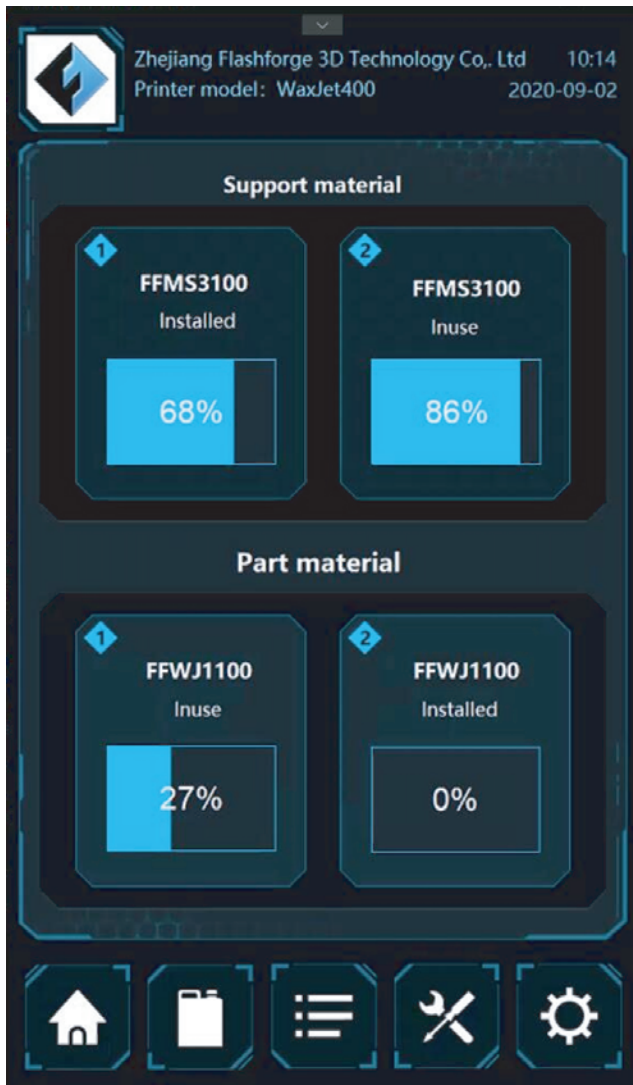 Zhejiang Flashforge 3D Technology Co,. Ltd 10:14
Printer model: WaxJet400 2020-09-02
Support material
1
FFMS3100
Installed
68%
2
FFMS3100
Inuse
86%
Part material
1
FFWJ1100
Inuse
27%
2
FFWJ1100
Installed
0%